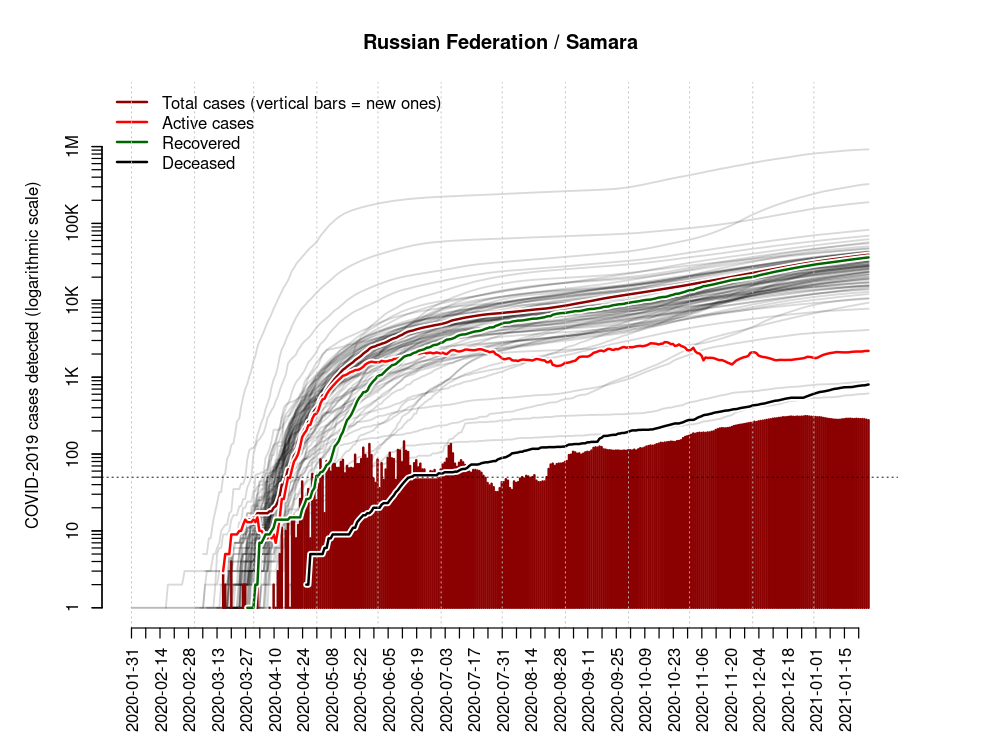 Russian Federation / Samara
Total cases (vertical bars = new ones)
Active cases
Recovered
Deceased
COVID-2019 cases detected (logarithmic scale)
1M
100K
10K
1K
100
10
1
2020-01-31
2020-02-14
2020-02-28
2020-03-13
2020-03-27
2020-04-10
2020-04-24
2020-05-08
2020-05-22
2020-06-05
2020-06-19
2020-07-03
2020-07-17
2020-07-31
2020-08-14
2020-08-28
2020-09-11
2020-09-25
2020-10-09
2020-10-23
2020-11-06
2020-11-20
2020-12-04
2020-12-18
2021-01-01
2021-01-15